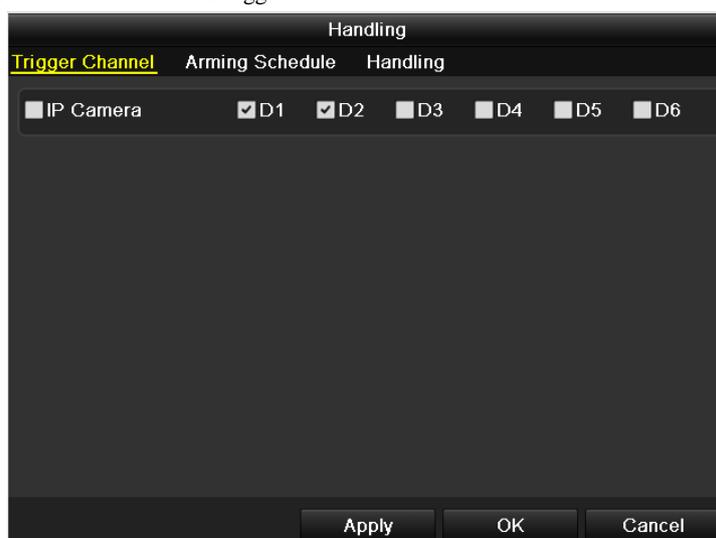 Handling
Trigger Channel Arming Schedule Handling
IP Camera D1 D2 D3 D4 D5 D6
Apply OK Cancel